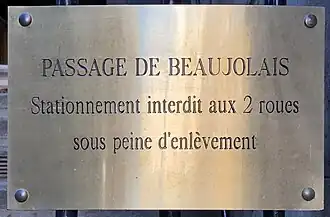 PASSAGE DE BEAUJOLAIS
Stationnement interdit aux 2 roues
sous peine d'enlèvement